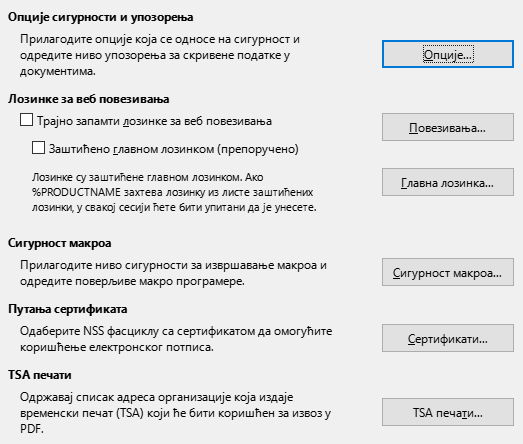 Опције сигурности и упозорења
Прилагодите опције која се односе на сигурност и
одредите ниво упозорења за скривене податке у
документима.
Опције...
Лозинке за веб повезивања
Трајно запамти лозинке за веб повезивања
Повезивања...
Заштићено главном лозинком (препоручено)
Лозинке су заштићене главном лозинком. Ако
%PRODUCTNAME захтева лозинку из листе заштићених
лозинки, у свакој сесији ћете бити упитани да је унесете.
Главна лозинка...
Сигурност макроа
Прилагодите ниво сигурности за извршавање макроа и
одредите поверљиве макро програмере.
Сигурност макроа...
Путања сертификата
Одаберите NSS фасциклу са сертификатом да омогућите
коришћење електронског потписа.
Сертификати...
TSA печати
Одржавај списак адреса организације која издаје
временски печат (TSA) који ће бити коришћен за извоз у
PDF.
TSA печати...